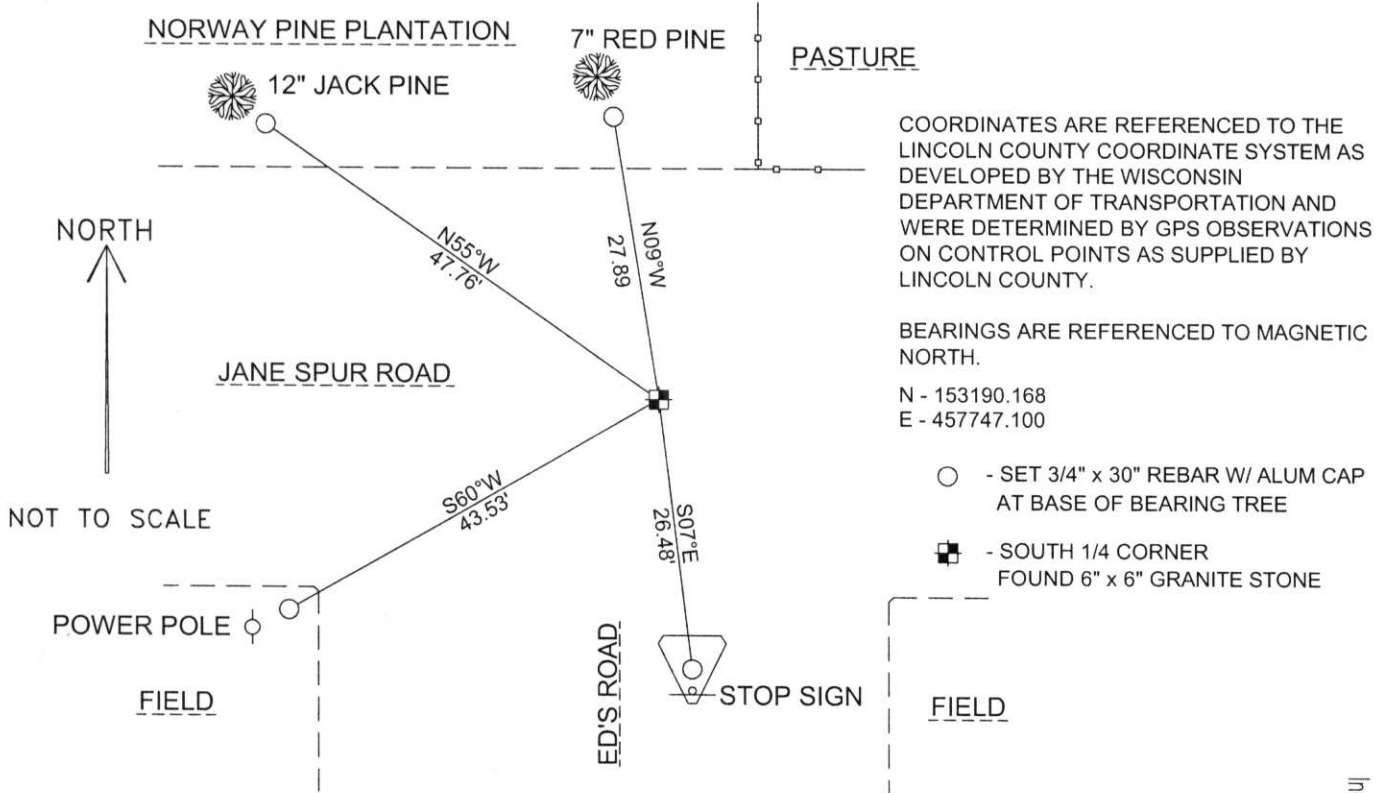 NORWAY PINE PLANTATION
7" RED PINE
PASTURE
12" JACK PINE
COORDINATES ARE REFERENCED TO THE
LINCOLN COUNTY COORDINATE SYSTEM AS
DEVELOPED BY THE WISCONSIN
DEPARTMENT OF TRANSPORTATION AND
WERE DETERMINED BY GPS OBSERVATIONS
ON CONTROL POINTS AS SUPPLIED BY
LINCOLN COUNTY.
BEARINGS ARE REFERENCED TO MAGNETIC
NORTH.
N - 153190.168
E - 457747.100
- SET 3/4" x 30" REBAR W/ ALUM CAP
AT BASE OF BEARING TREE
- SOUTH 1/4 CORNER
FOUND 6" x 6" GRANITE STONE
NORTH
N55°W
47.76'
N09°W
27.89
JANE SPUR ROAD
NOT TO SCALE
S60°W
43.53'
S07°E
26.48'
POWER POLE
FIELD
ED'S ROAD
STOP SIGN
FIELD